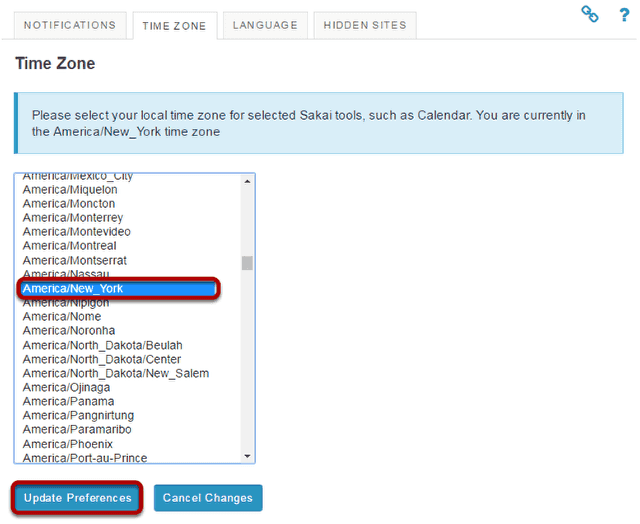 NOTIFICATIONS
TIME ZONE
LANGUAGE
HIDDEN SITES
?
Time Zone
Please select your local time zone for selected Sakai tools, such as Calendar. You are currently in
the America/New_York time zone
America/Mexico_City
America/Miquelon
America/Moncton
America/Monterrey
America/Montevideo
America/Montreal
America/Montserrat
America/Nassau
America/New_York
America/Nipigon
America/Nome
America/Noronha
America/North_Dakota/Beulah
America/North_Dakota/Center
America/North_Dakota/New_Salem
America/Ojinaga
America/Panama
America/Pangnirtung
America/Paramaribo
America/Phoenix
America/Port-au-Prince
Update Preferences
Cancel Changes